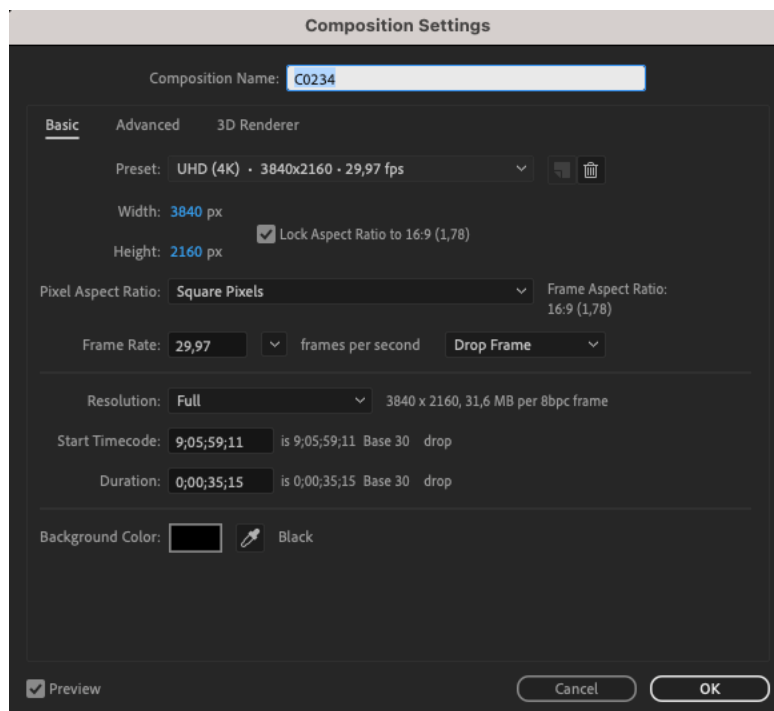 Composition Settings
Composition Name: C0234
Basic Advanced 3D Renderer
Preset: UHD (4K) • 3840x2160 • 29,97 fps
Width: 3840 px
Lock Aspect Ratio to 16:9 (1,78)
Height: 2160 px
Pixel Aspect Ratio: Square Pixels Frame Aspect Ratio:
16:9 (1,78)
Frame Rate: 29,97 frames per second Drop Frame
Resolution: Full 3840 x 2160, 31,6 MB per 8bpc frame
Start Timecode: 9;05;59;11 is 9;05;59;11 Base 30 drop
Duration: 0;00;35;15 is 0;00;35;15 Base 30 drop
Background Color: Black
Preview Cancel OK